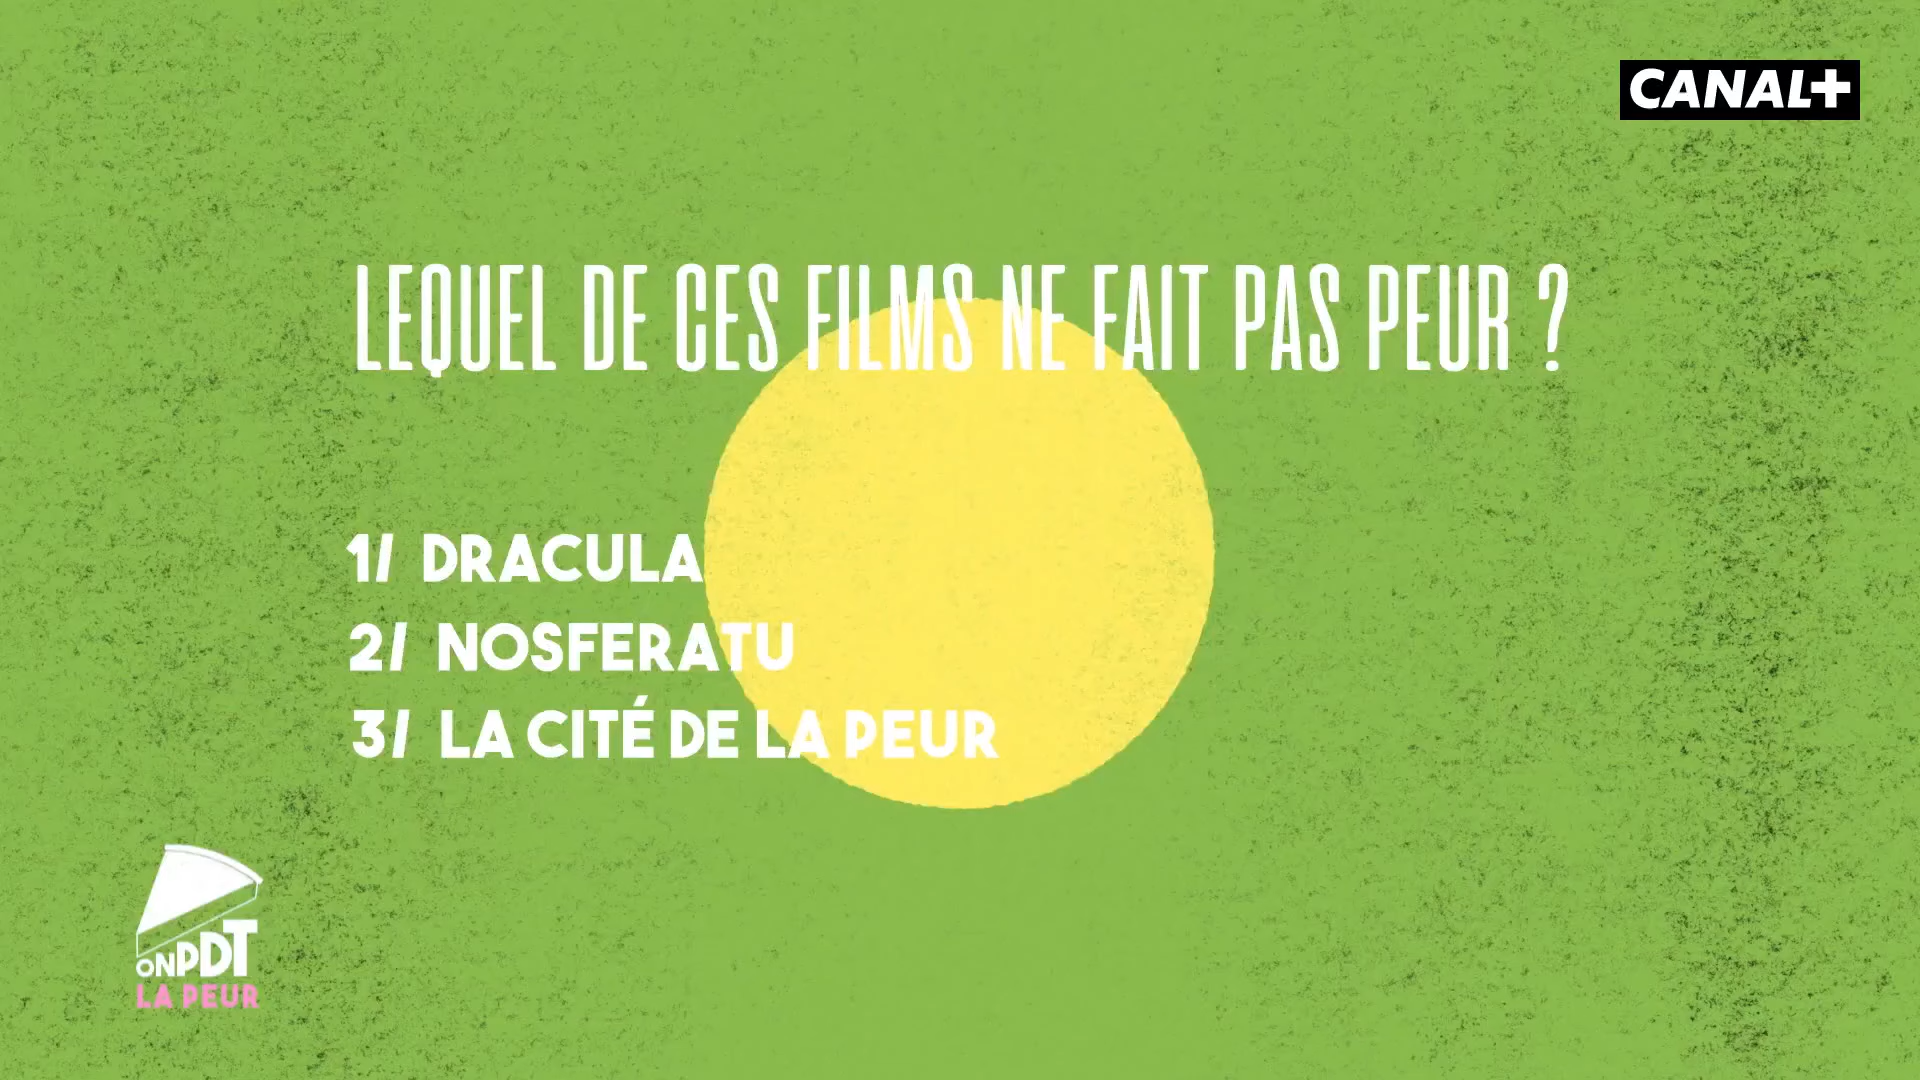 CANAL+
LEQUEL DE CES FILMS NE FAIT PAS PEUR ?
1/ DRACULA
2/ NOSFERATU
3/ LA CITÉ DE LA PEUR
ONPDT
LA PEUR